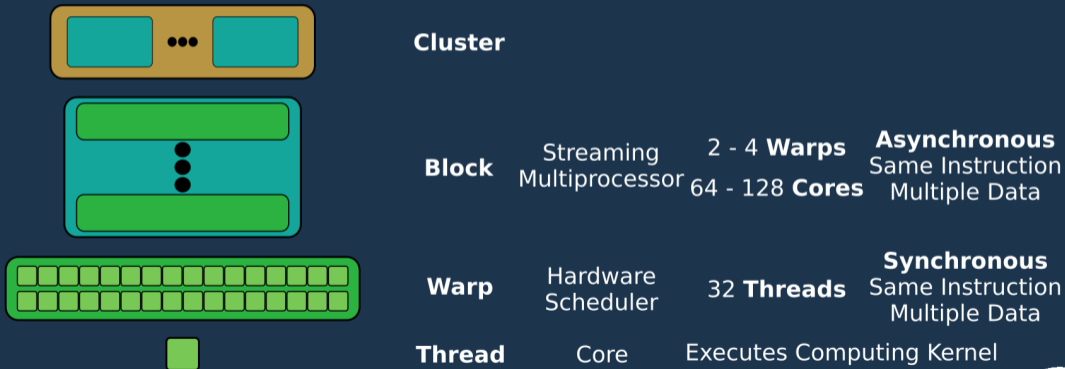 Cluster
Block
Streaming
Multiprocessor
2 - 4 Warps
64 - 128 Cores
Asynchronous
Same Instruction
Multiple Data
Warp
Hardware
Scheduler
32 Threads
Synchronous
Same Instruction
Multiple Data
Thread
Core
Executes Computing Kernel